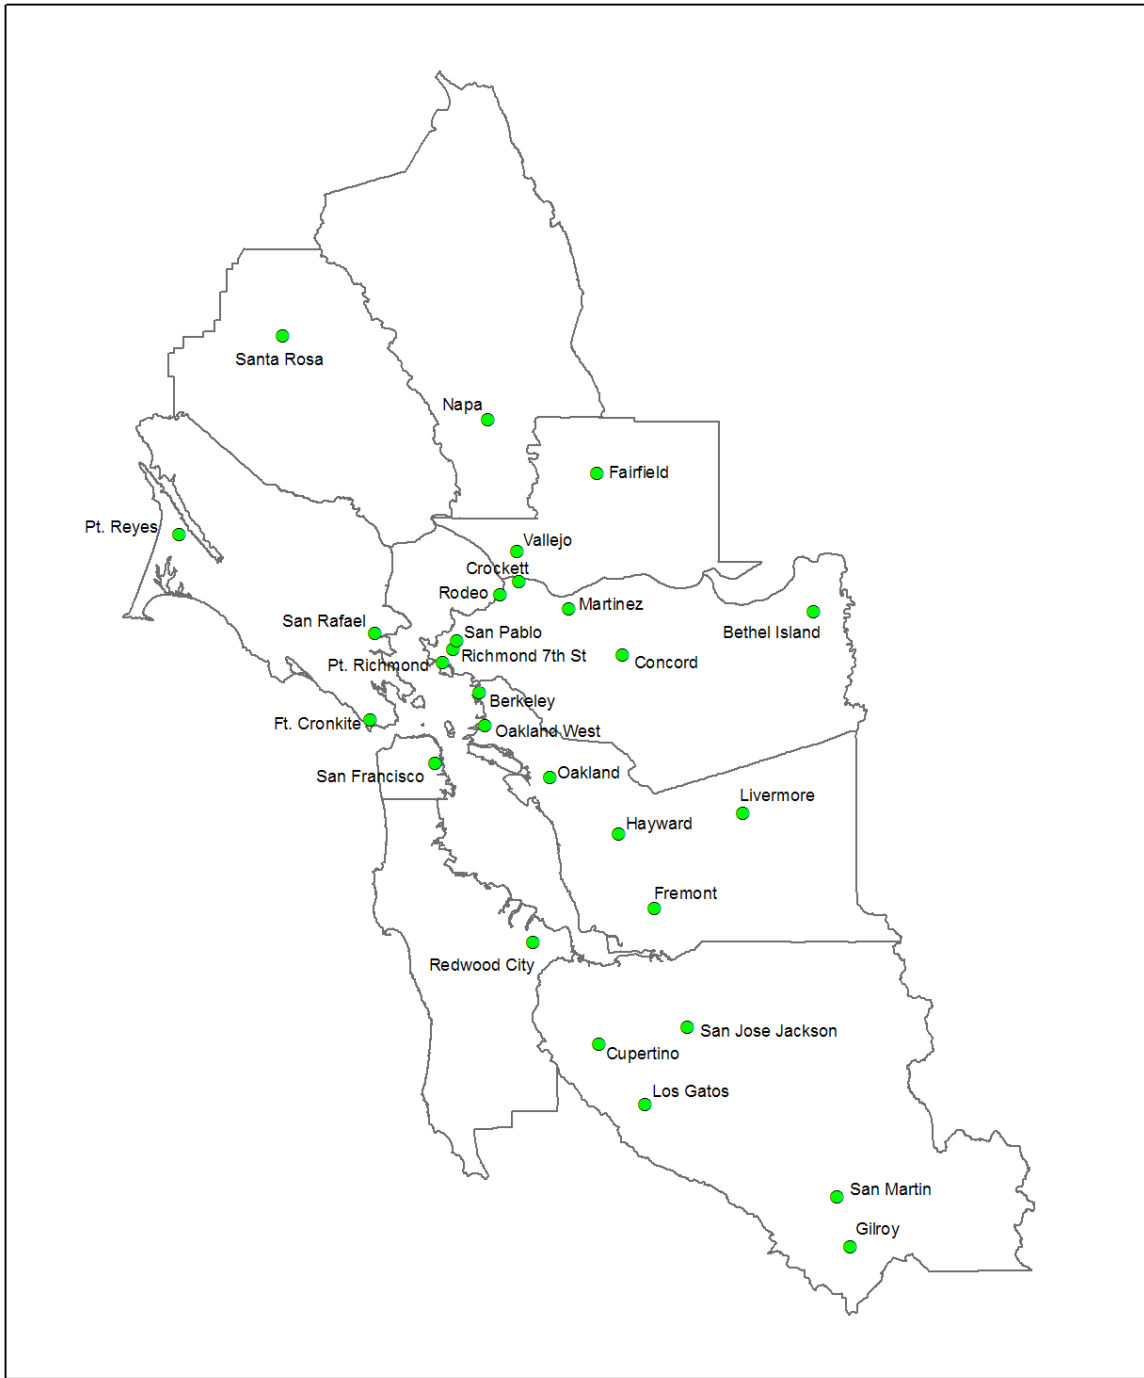 Santa Rosa
Napa
Fairfield
Pt. Reyes
Vallejo
Crockett
Rodeo
Martinez
Bethel Island
San Rafael
San Pablo
Richmond 7th St
Pt. Richmond
Concord
Berkeley
Ft. Cronkite
Oakland West
San Francisco
Oakland
Livermore
Hayward
Fremont
Redwood City
San Jose Jackson
Cupertino
Los Gatos
San Martin
Gilroy